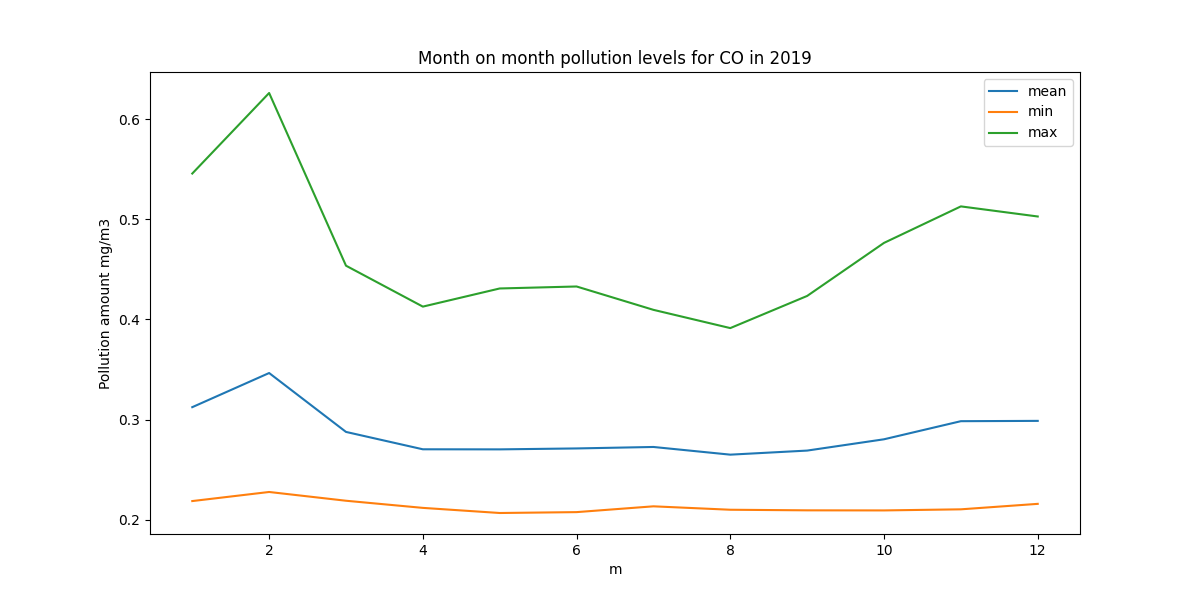 Month on month pollution levels for CO in 2019
mean
min
max
Pollution amount mg/m3
0.6
0.5
0.4
0.3
0.2
2 4 6 8 10 12
m